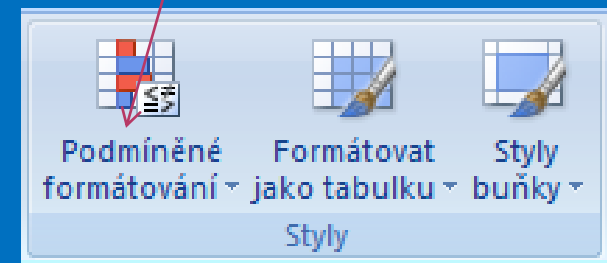 Podmíněné formátování
Formátovat jako tabulku
Styly buňky
Styly